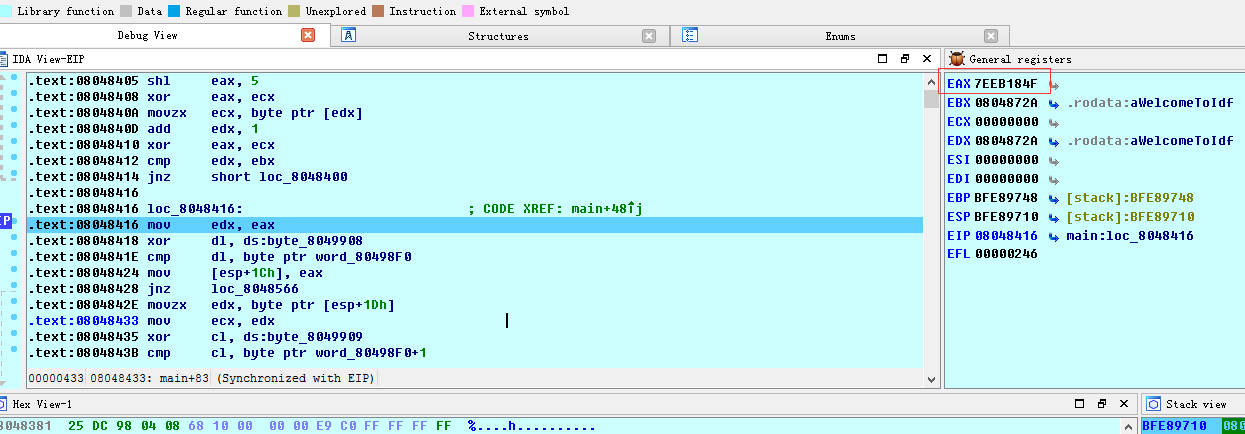 Library function Data Regular function Unexplored Instruction External symbol
Debug View Structures Enums
IDA View-EIP
General registers
.text:08048405 shl eax, 5
.text:08048408 xor eax, ecx
.text:0804840A movzx ecx, byte ptr [edx]
.text:0804840D add edx, 1
.text:08048410 xor eax, ecx
.text:08048412 cmp edx, ebx
.text:08048414 jnz short loc_8048400
.text:08048416
.text:08048416 loc_8048416: ; CODE XREF: main+48↑j
.text:08048416 mov edx, eax
.text:08048418 xor dl, ds:byte_8049908
.text:0804841E cmp dl, byte ptr word_80498F0
.text:08048424 mov [esp+1Ch], eax
.text:08048428 jnz loc_8048566
.text:0804842E movzx edx, byte ptr [esp+1Dh]
.text:08048433 mov ecx, edx
.text:08048435 xor cl, ds:byte_8049909
.text:0804843B cmp cl, byte ptr word_80498F0+1
00000433 08048433: main+83 (Synchronized with EIP)
EAX 7EEB184F
EBX 0804872A .rodata:aWelcomeToIdf
ECX 00000000
EDX 0804872A .rodata:aWelcomeToIdf
ESI 00000000
EDI 00000000
EBP BFE89748 [stack]:BFE89748
ESP BFE89710 [stack]:BFE89710
EIP 08048416 main:loc_8048416
EFL 00000246
Hex View-1
8048381 25 DC 98 04 08 68 10 00 00 00 E9 C0 FF FF FF FF %....h..........
Stack view
BFE89710 080